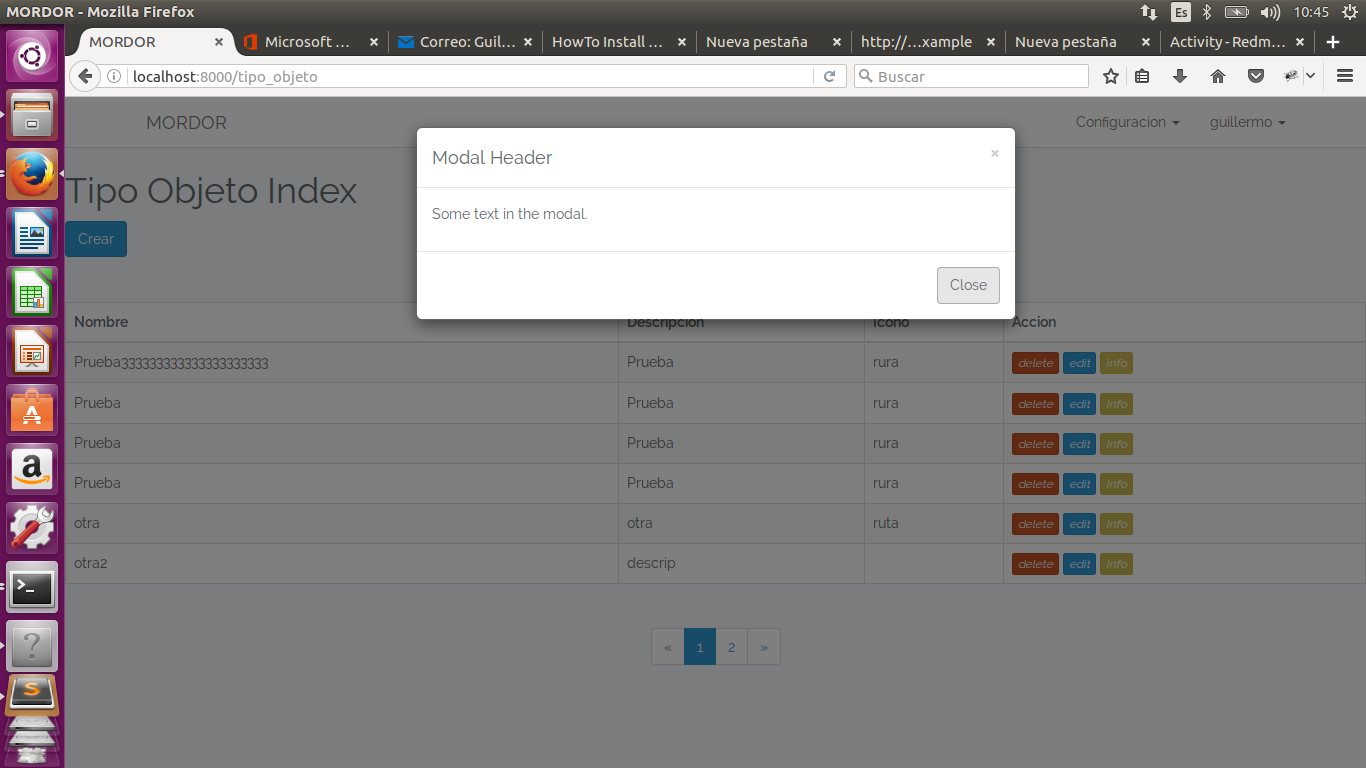 MORDOR - Mozilla Firefox
Es
10:45
MORDOR
Microsoft ...
Correo: Guil...
HowTo Install ...
Nueva pestaña
http://...xample
Nueva pestaña
Activity - Redm...
localhost:8000/tipo_objeto
Buscar
MORDOR
Configuracion
guillermo
Modal Header
×
Tipo Objeto Index
Some text in the modal.
Crear
Close
Nombre Descripcion Icono Accion
Prueba333333333333333333333 Prueba rura delete edit info
Prueba Prueba rura delete edit info
Prueba Prueba rura delete edit info
Prueba Prueba rura delete edit info
otra otra ruta delete edit info
otra2 descrip delete edit info
« 1 2 »